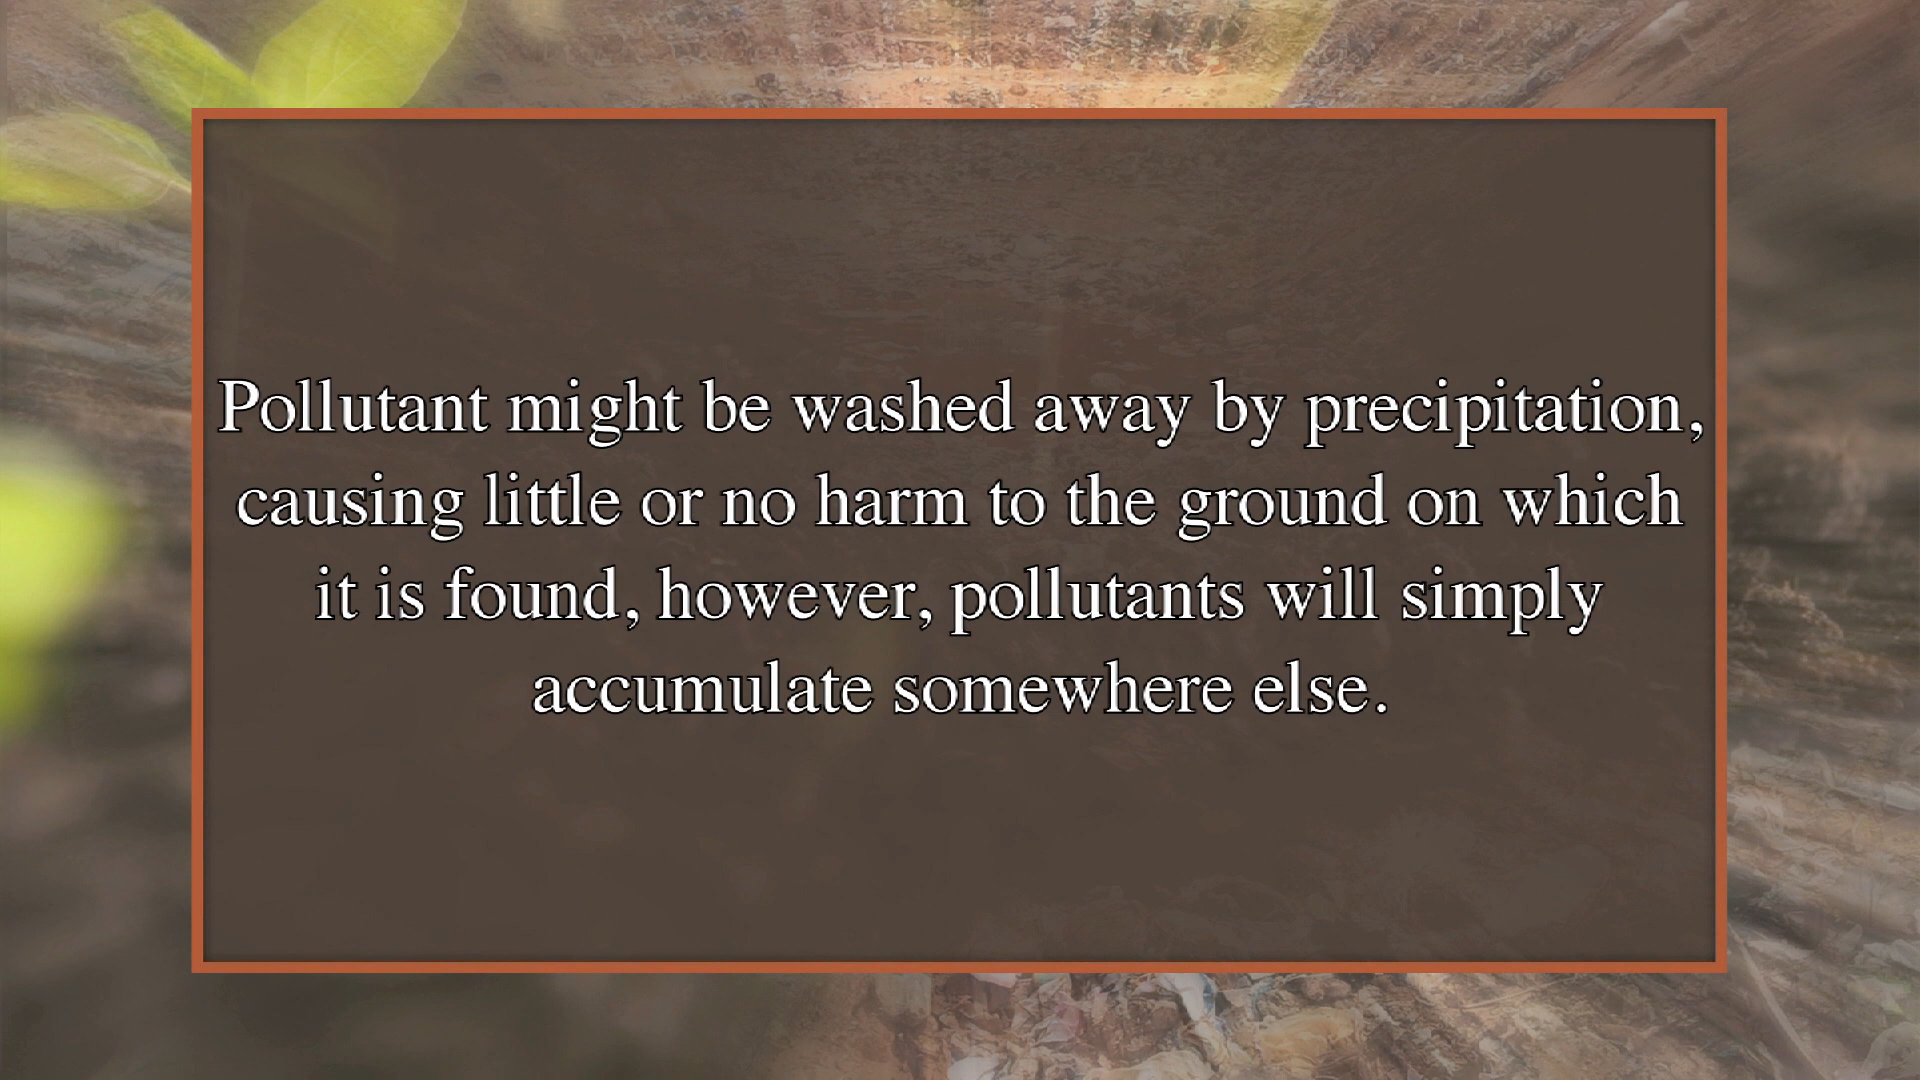 Pollutant might be washed away by precipitation,
causing little or no harm to the ground on which
it is found, however, pollutants will simply
accumulate somewhere else.